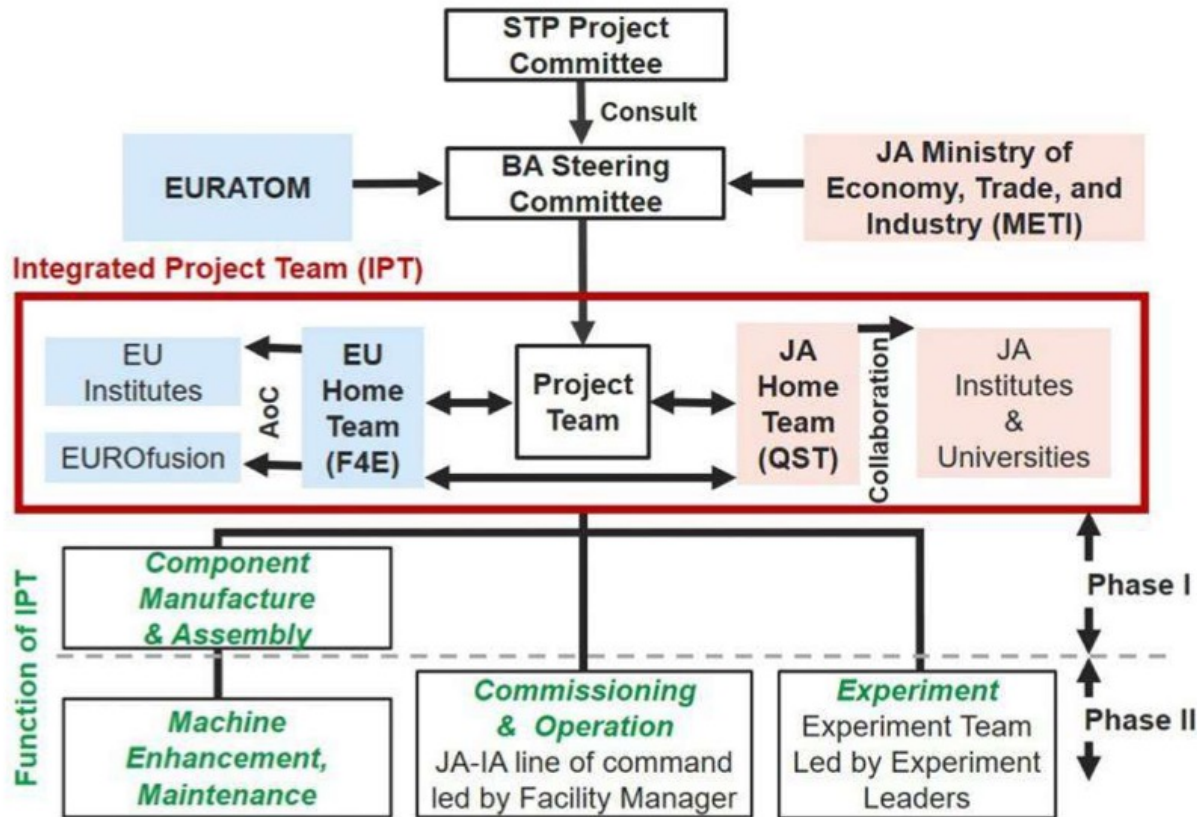 STP Project
Committee
Consult
EURATOM
BA Steering
Committee
JA Ministry of
Economy, Trade, and
Industry (METI)
Integrated Project Team (IPT)
EU
Institutes
EUROfusion
AoC
EU
Home
Team
(F4E)
Project
Team
JA
Home
Team
(QST)
Collaboration
JA
Institutes
&
Universities
Function of IPT
Component
Manufacture
& Assembly
Phase I
Machine
Enhancement,
Maintenance
Commissioning
& Operation
JA-IA line of command
led by Facility Manager
Experiment
Experiment Team
Led by Experiment
Leaders
Phase II